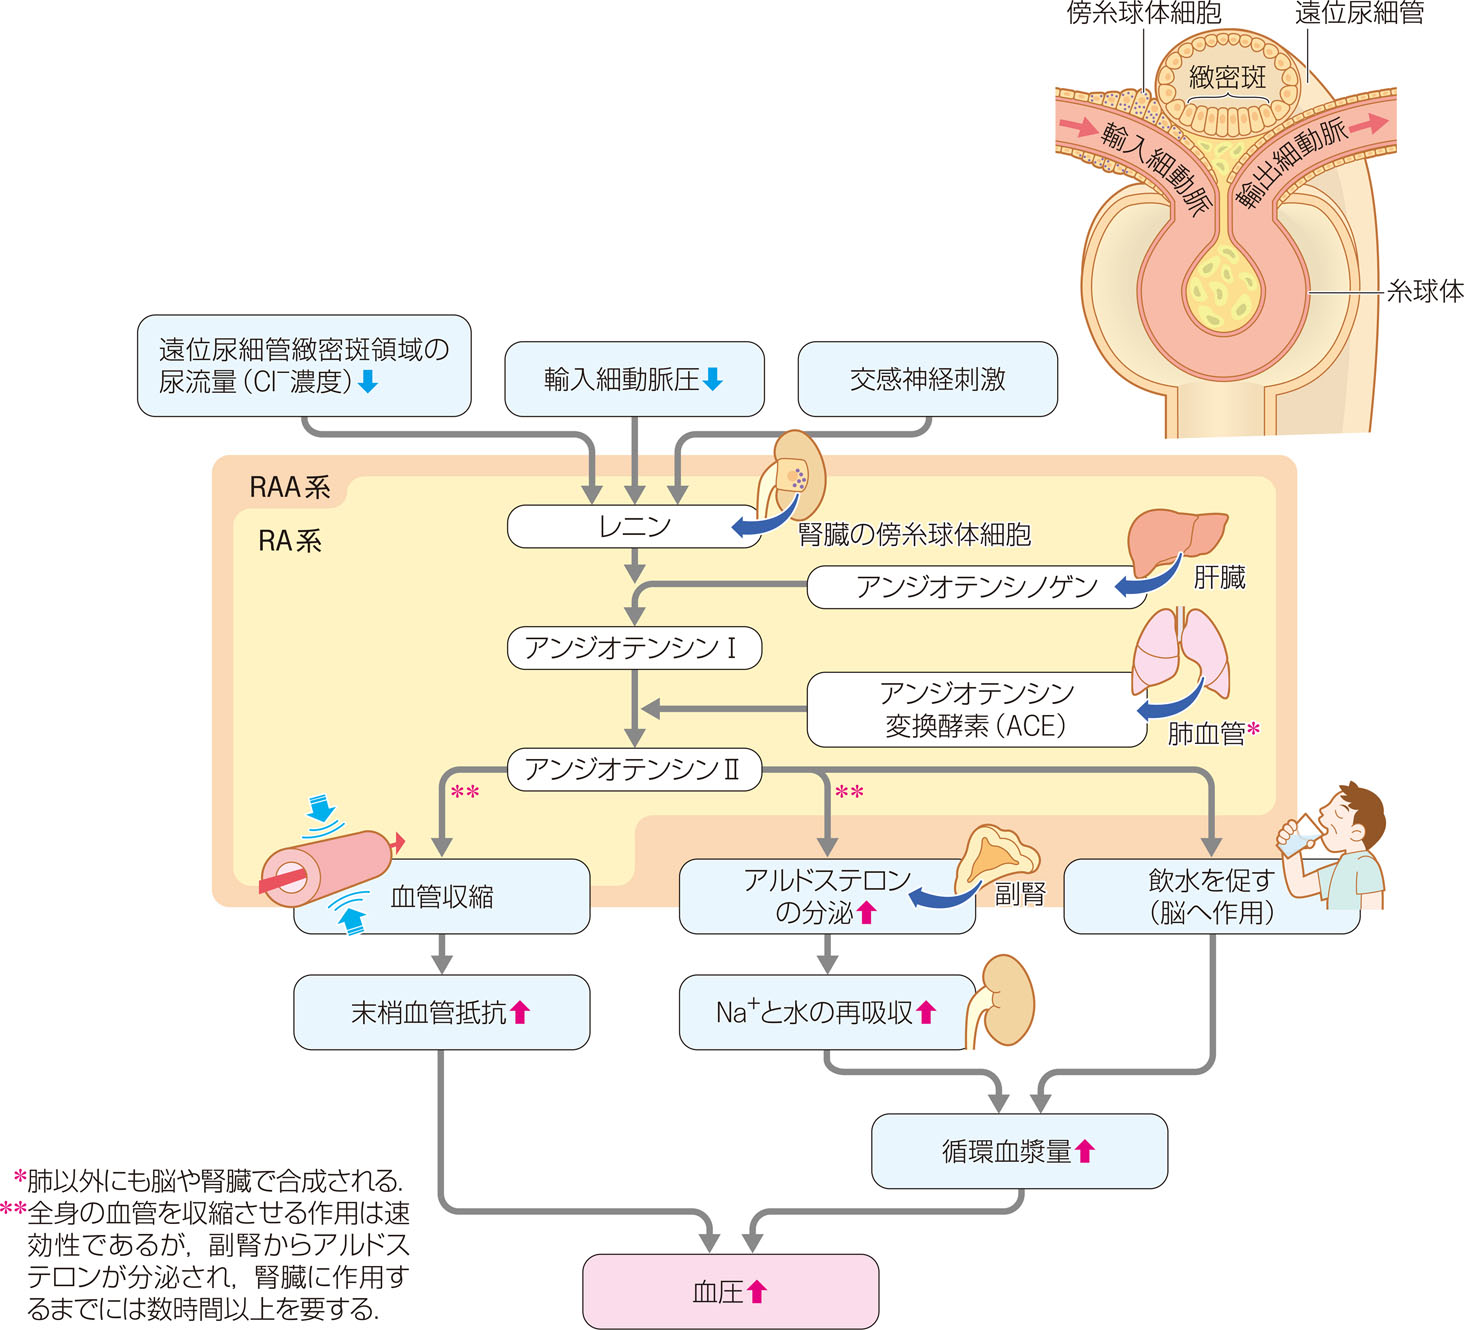 傍糸球体細胞
遠位尿細管
緻密斑
輸入細動脈
輸出細動脈
糸球体
遠位尿細管緻密斑領域の
尿流量(Cl⁻濃度)
輸入細動脈圧
交感神経刺激
RAA系
RA系
レニン
腎臓の傍糸球体細胞
アンジオテンシノゲン
肝臓
アンジオテンシンⅠ
アンジオテンシン
変換酵素(ACE)
肺血管*
アンジオテンシンⅡ
**
**
血管収縮
アルドステロン
の分泌
副腎
飲水を促す
(脳へ作用)
末梢血管抵抗
Na⁺と水の再吸収
循環血漿量
血圧
*肺以外にも脳や腎臓で合成される.
**全身の血管を収縮させる作用は速
効性であるが,副腎からアルドス
テロンが分泌され,腎臓に作用す
るまでには数時間以上を要する.